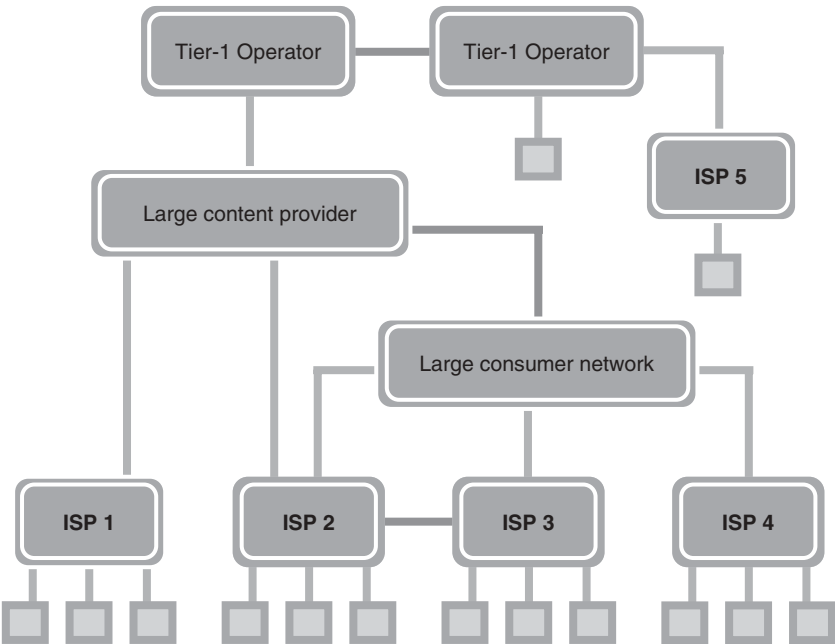 Tier-1 Operator
Tier-1 Operator
ISP 5
Large content provider
Large consumer network
ISP 1
ISP 2
ISP 3
ISP 4